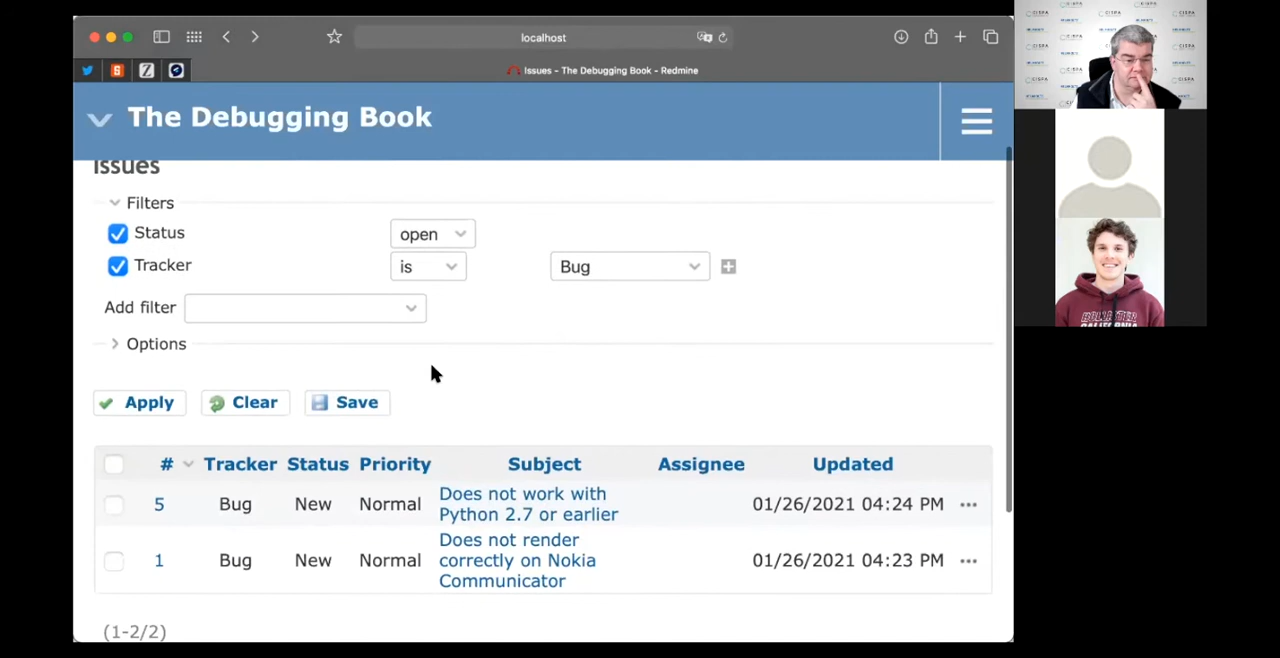 localhost
Issues - The Debugging Book - Redmine
The Debugging Book
Issues
Filters
Status open
Tracker is Bug
Add filter
Options
Apply Clear Save
# Tracker Status Priority Subject Assignee Updated
5 Bug New Normal Does not work with Python 2.7 or earlier 01/26/2021 04:24 PM
1 Bug New Normal Does not render correctly on Nokia Communicator 01/26/2021 04:23 PM
(1-2/2)
CISPA
HOLLISTER
CALIFORNIA